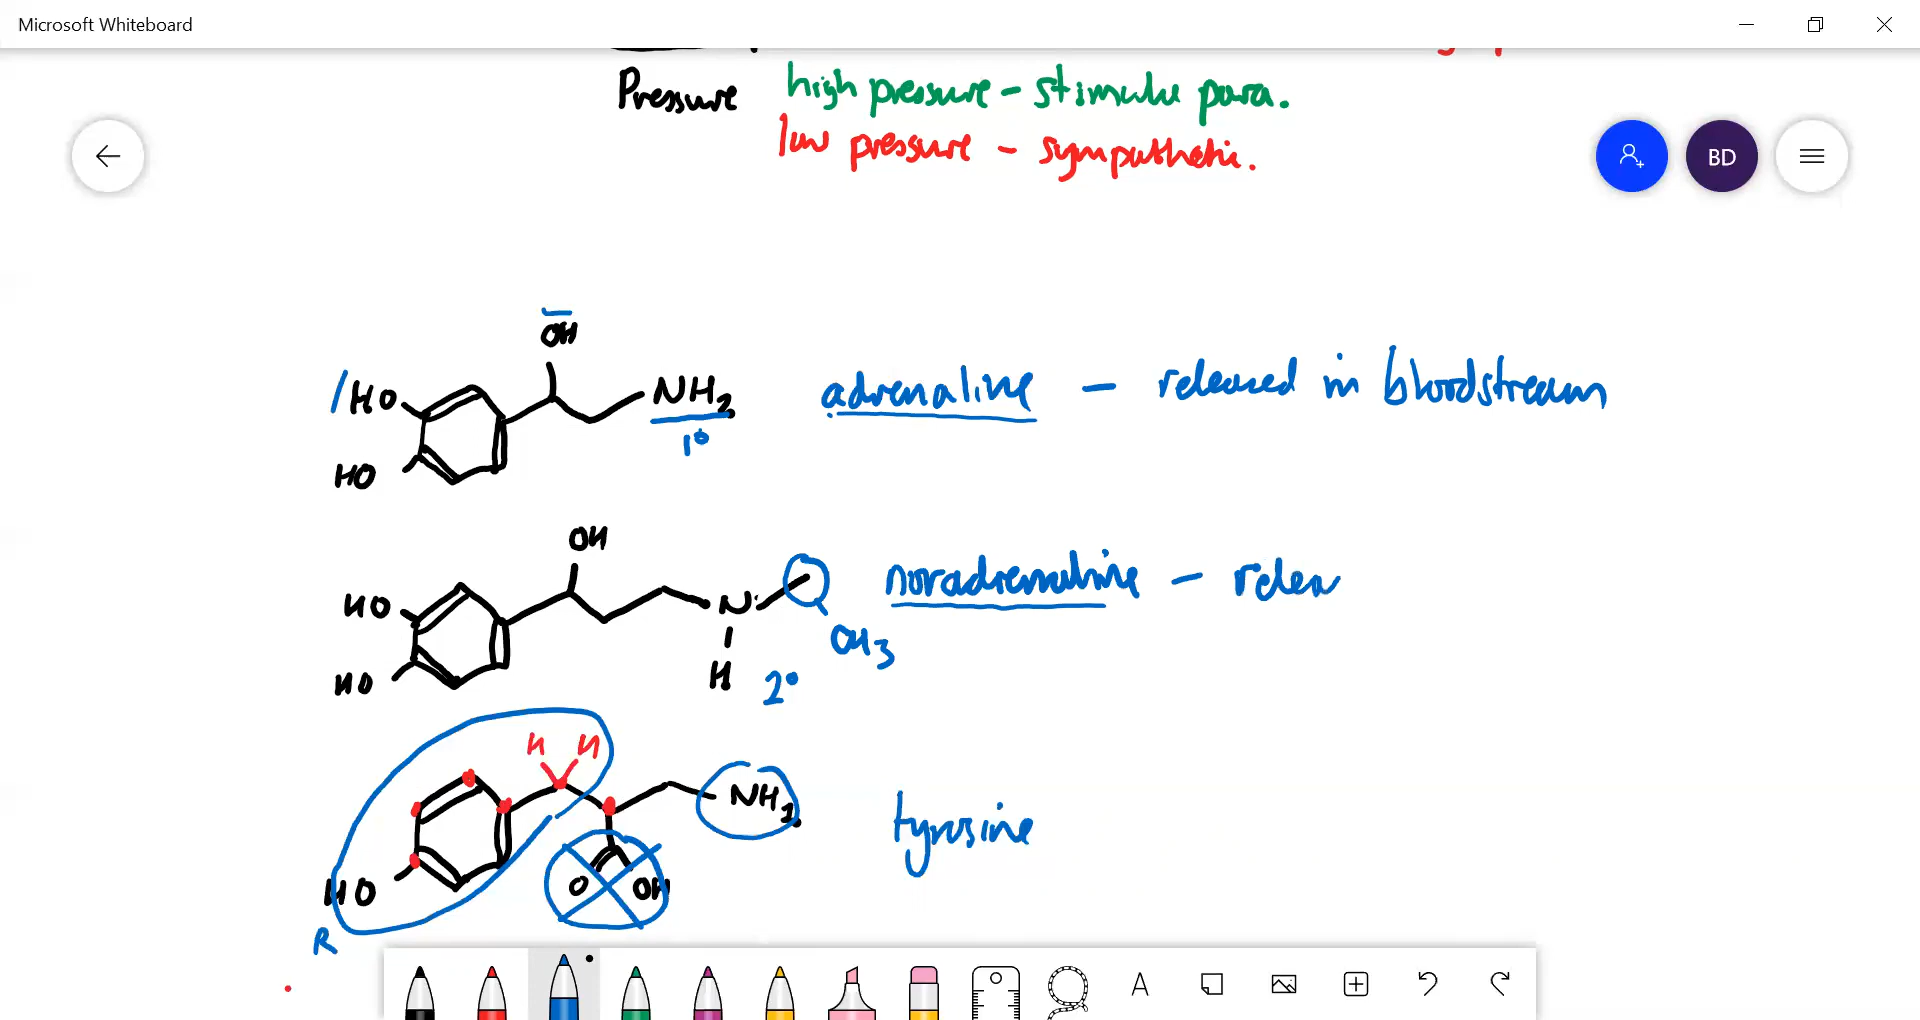 Microsoft Whiteboard
Pressure high pressure - stimulate para.
low pressure - sympathetic.
BD
OH
HO NH2 adrenaline - released in bloodstream
1°
HO
OH
HO N noradrenaline - relea
CH3
HO H 2°
H H
NH2 tyrosine
HO O OH
R
A